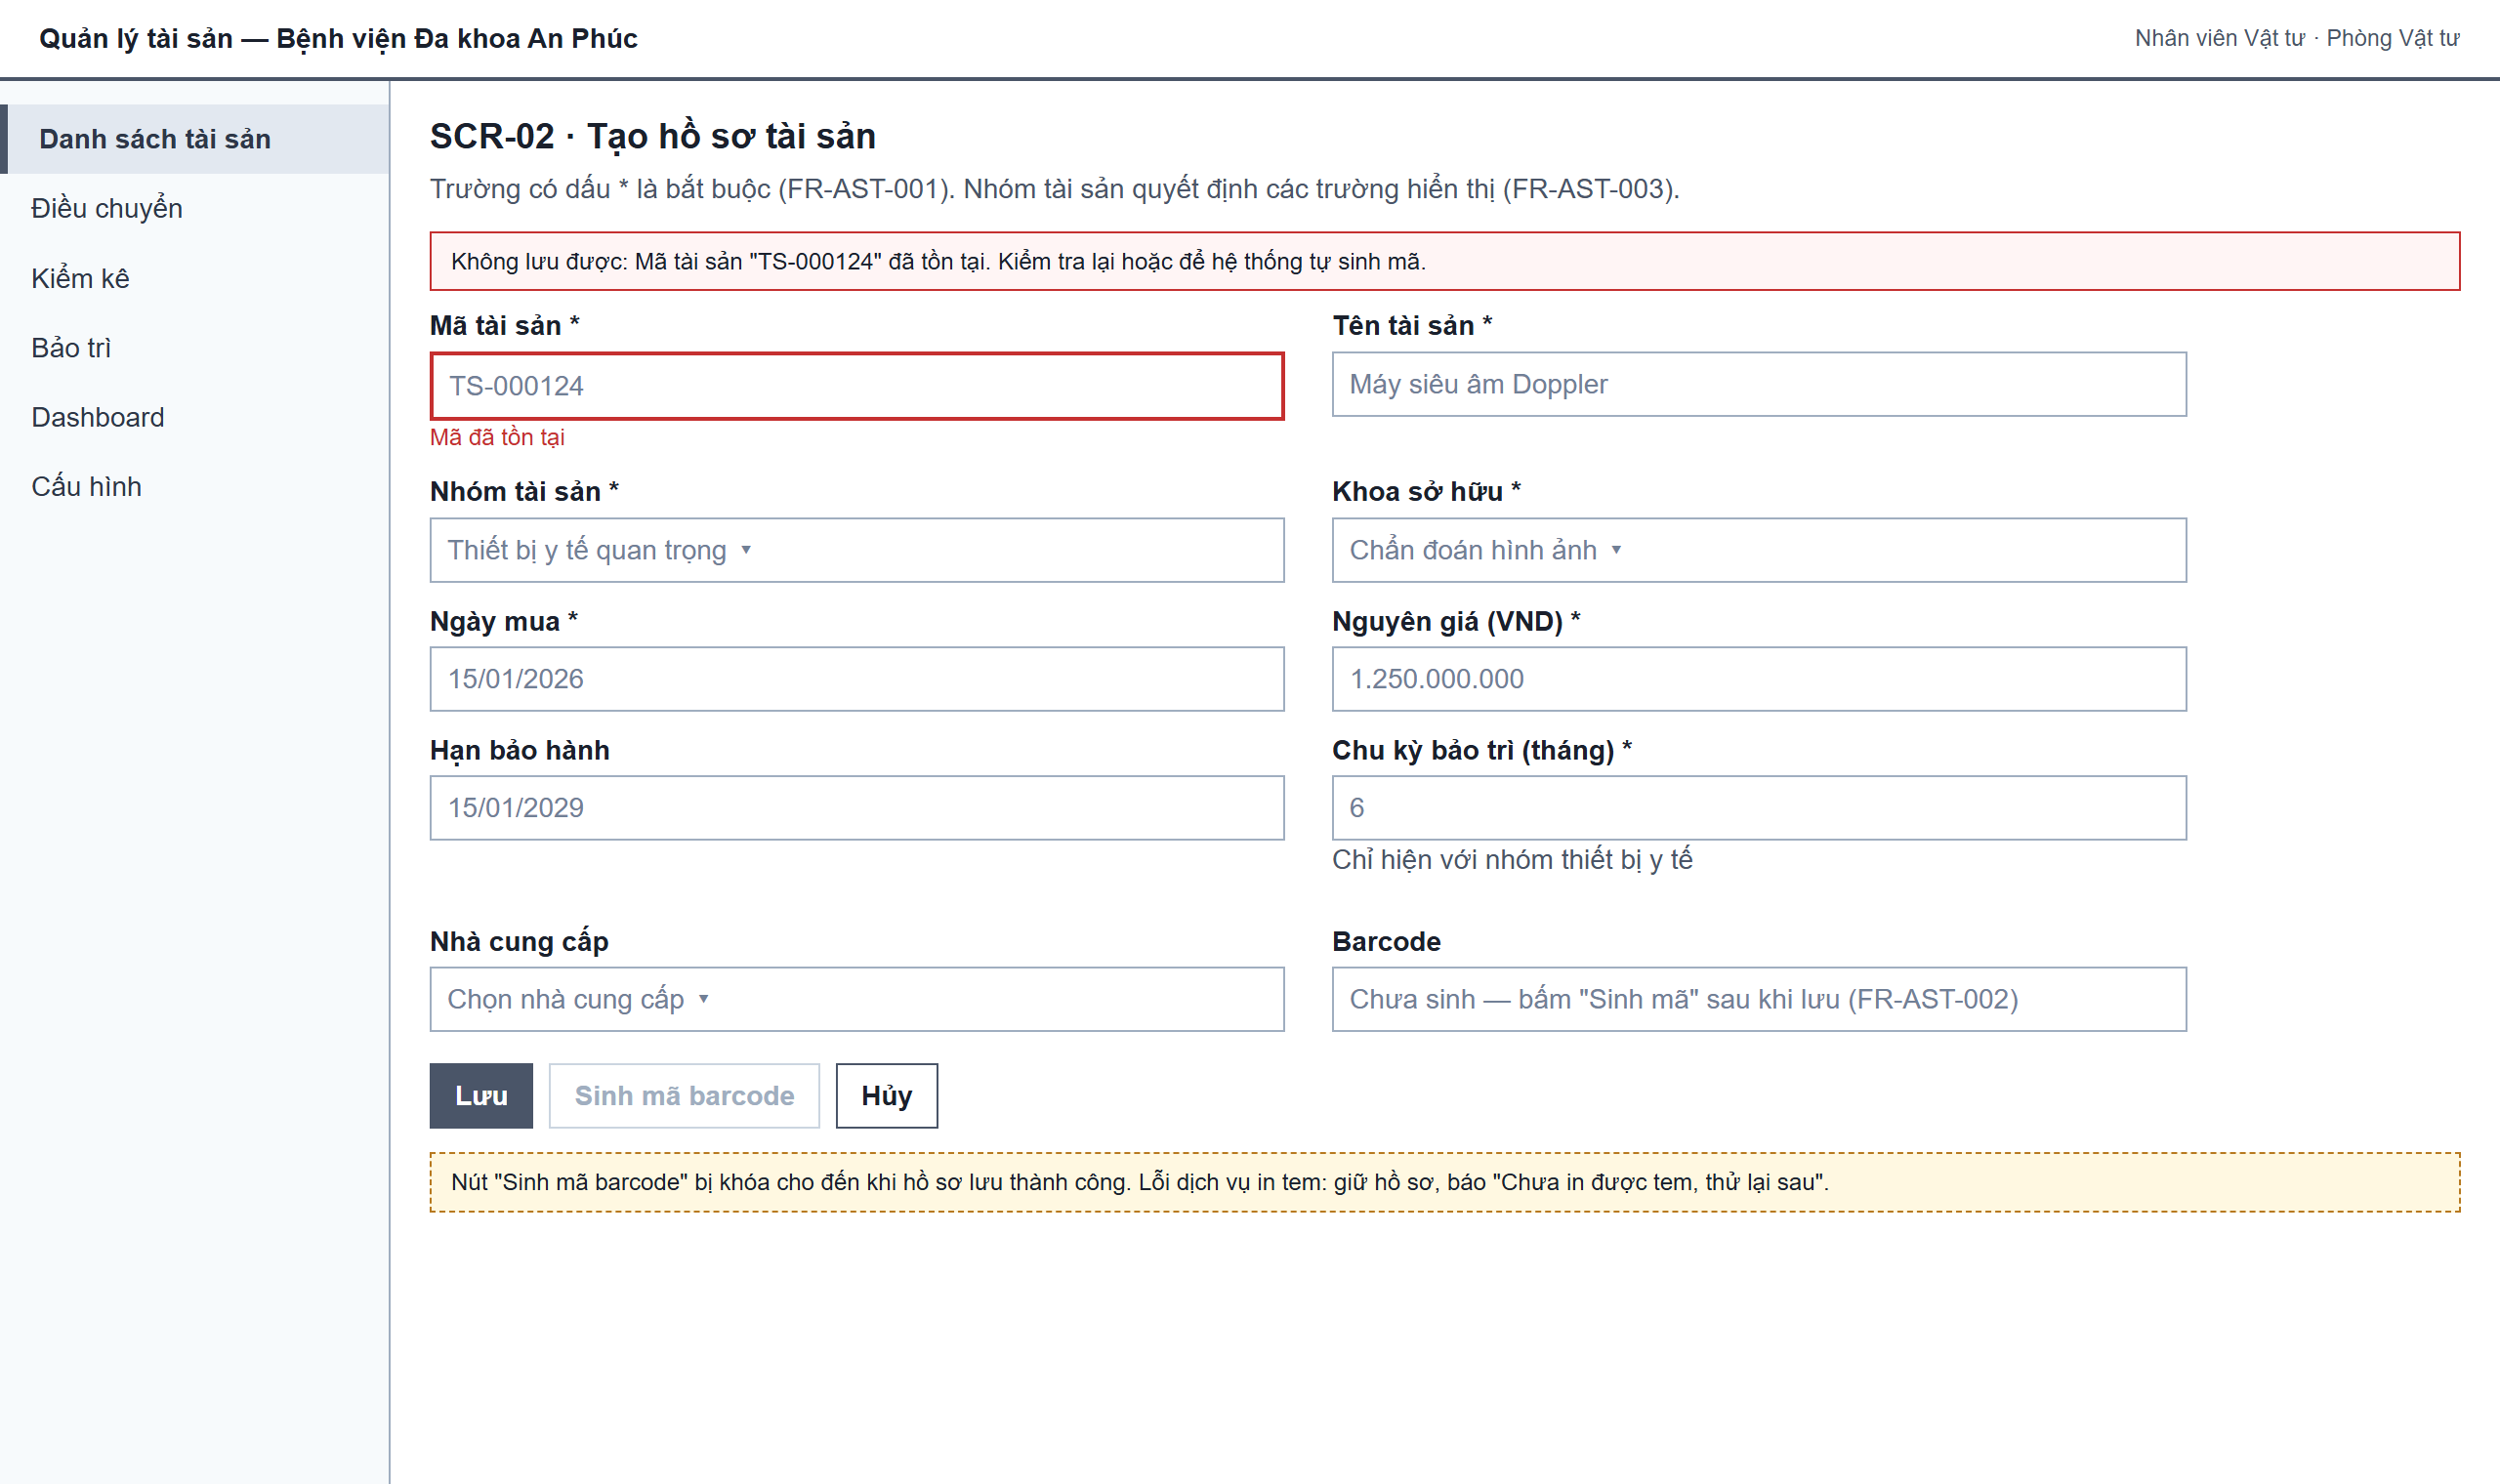 Quản lý tài sản — Bệnh viện Đa khoa An Phúc
Nhân viên Vật tư · Phòng Vật tư
Danh sách tài sản
Điều chuyển
Kiểm kê
Bảo trì
Dashboard
Cấu hình
SCR-02 · Tạo hồ sơ tài sản
Trường có dấu * là bắt buộc (FR-AST-001). Nhóm tài sản quyết định các trường hiển thị (FR-AST-003).
Không lưu được: Mã tài sản "TS-000124" đã tồn tại. Kiểm tra lại hoặc để hệ thống tự sinh mã.
Mã tài sản *
TS-000124
Mã đã tồn tại
Tên tài sản *
Máy siêu âm Doppler
Nhóm tài sản *
Thiết bị y tế quan trọng ▾
Khoa sở hữu *
Chẩn đoán hình ảnh ▾
Ngày mua *
15/01/2026
Nguyên giá (VND) *
1.250.000.000
Hạn bảo hành
15/01/2029
Chu kỳ bảo trì (tháng) *
6
Chỉ hiện với nhóm thiết bị y tế
Nhà cung cấp
Chọn nhà cung cấp ▾
Barcode
Chưa sinh — bấm "Sinh mã" sau khi lưu (FR-AST-002)
Lưu
Sinh mã barcode
Hủy
Nút "Sinh mã barcode" bị khóa cho đến khi hồ sơ lưu thành công. Lỗi dịch vụ in tem: giữ hồ sơ, báo "Chưa in được tem, thử lại sau".